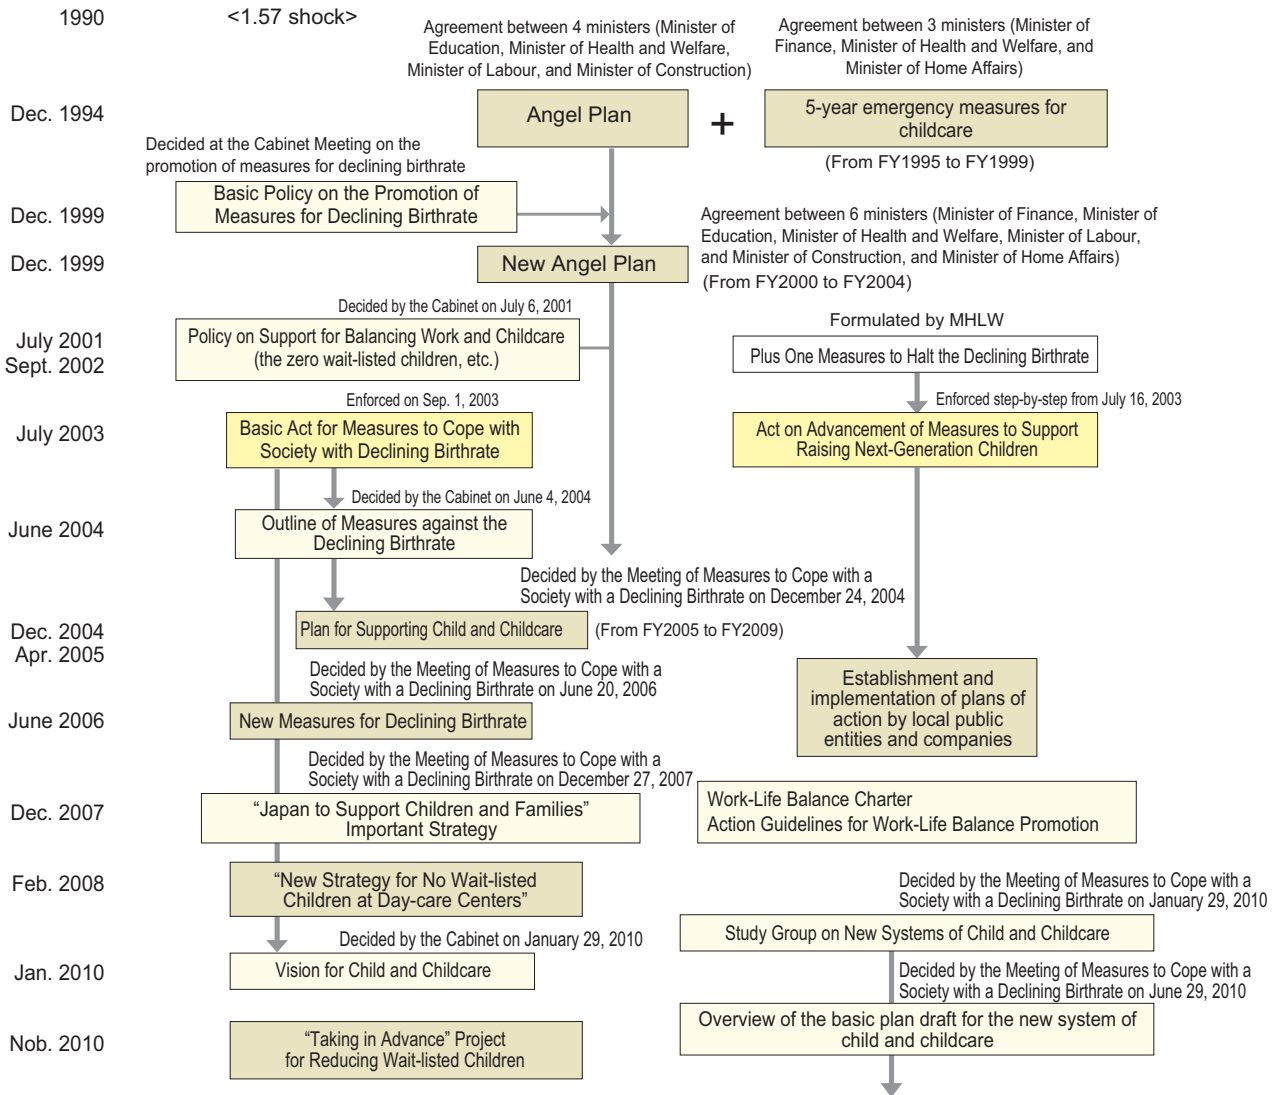 1990
<1.57 shock>
Agreement between 4 ministers (Minister of
Education, Minister of Health and Welfare,
Minister of Labour, and Minister of Construction)
Agreement between 3 ministers (Minister of
Finance, Minister of Health and Welfare, and
Minister of Home Affairs)
Dec. 1994
Angel Plan
+
5-year emergency measures for
childcare
(From FY1995 to FY1999)
Decided at the Cabinet Meeting on the
promotion of measures for declining birthrate
Dec. 1999
Basic Policy on the Promotion of
Measures for Declining Birthrate
Agreement between 6 ministers (Minister of Finance, Minister of
Education, Minister of Health and Welfare, Minister of Labour,
and Minister of Construction, and Minister of Home Affairs)
(From FY2000 to FY2004)
Dec. 1999
New Angel Plan
Decided by the Cabinet on July 6, 2001
July 2001
Sept. 2002
Policy on Support for Balancing Work and Childcare
(the zero wait-listed children, etc.)
Formulated by MHLW
Plus One Measures to Halt the Declining Birthrate
Enforced on Sep. 1, 2003
Enforced step-by-step from July 16, 2003
July 2003
Basic Act for Measures to Cope with
Society with Declining Birthrate
Act on Advancement of Measures to Support
Raising Next-Generation Children
Decided by the Cabinet on June 4, 2004
June 2004
Outline of Measures against the
Declining Birthrate
Decided by the Meeting of Measures to Cope with a
Society with a Declining Birthrate on December 24, 2004
Dec. 2004
Apr. 2005
Plan for Supporting Child and Childcare
(From FY2005 to FY2009)
Establishment and
implementation of plans of
action by local public
entities and companies
Decided by the Meeting of Measures to Cope with a
Society with a Declining Birthrate on June 20, 2006
June 2006
New Measures for Declining Birthrate
Decided by the Meeting of Measures to Cope with a
Society with a Declining Birthrate on December 27, 2007
Dec. 2007
“Japan to Support Children and Families”
Important Strategy
Work-Life Balance Charter
Action Guidelines for Work-Life Balance Promotion
Feb. 2008
“New Strategy for No Wait-listed
Children at Day-care Centers”
Decided by the Meeting of Measures to Cope with a
Society with a Declining Birthrate on January 29, 2010
Study Group on New Systems of Child and Childcare
Decided by the Cabinet on January 29, 2010
Jan. 2010
Vision for Child and Childcare
Decided by the Meeting of Measures to Cope with a
Society with a Declining Birthrate on June 29, 2010
Overview of the basic plan draft for the new system of
child and childcare
Nob. 2010
“Taking in Advance” Project
for Reducing Wait-listed Children